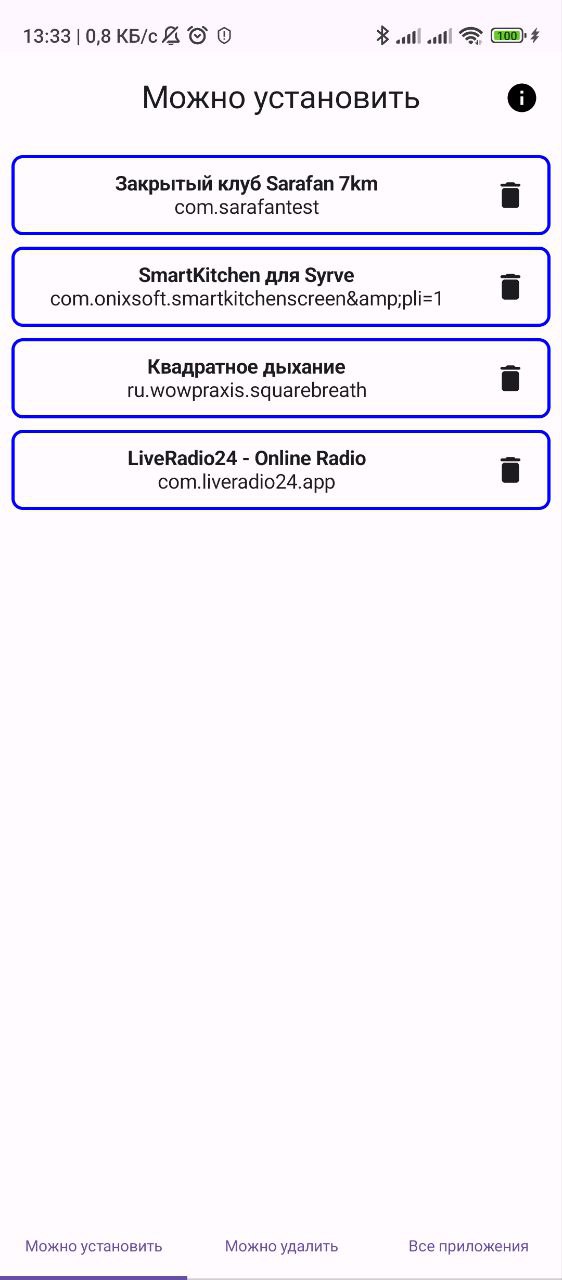 13:33 | 0,8 КБ/с
100
Можно установить
Закрытый клуб Sarafan 7km
com.sarafantest
SmartKitchen для Syrve
com.onixsoft.smartkitchenscreen&amp;pli=1
Квадратное дыхание
ru.wowpraxis.squarebreath
LiveRadio24 - Online Radio
com.liveradio24.app
Можно установить
Можно удалить
Все приложения